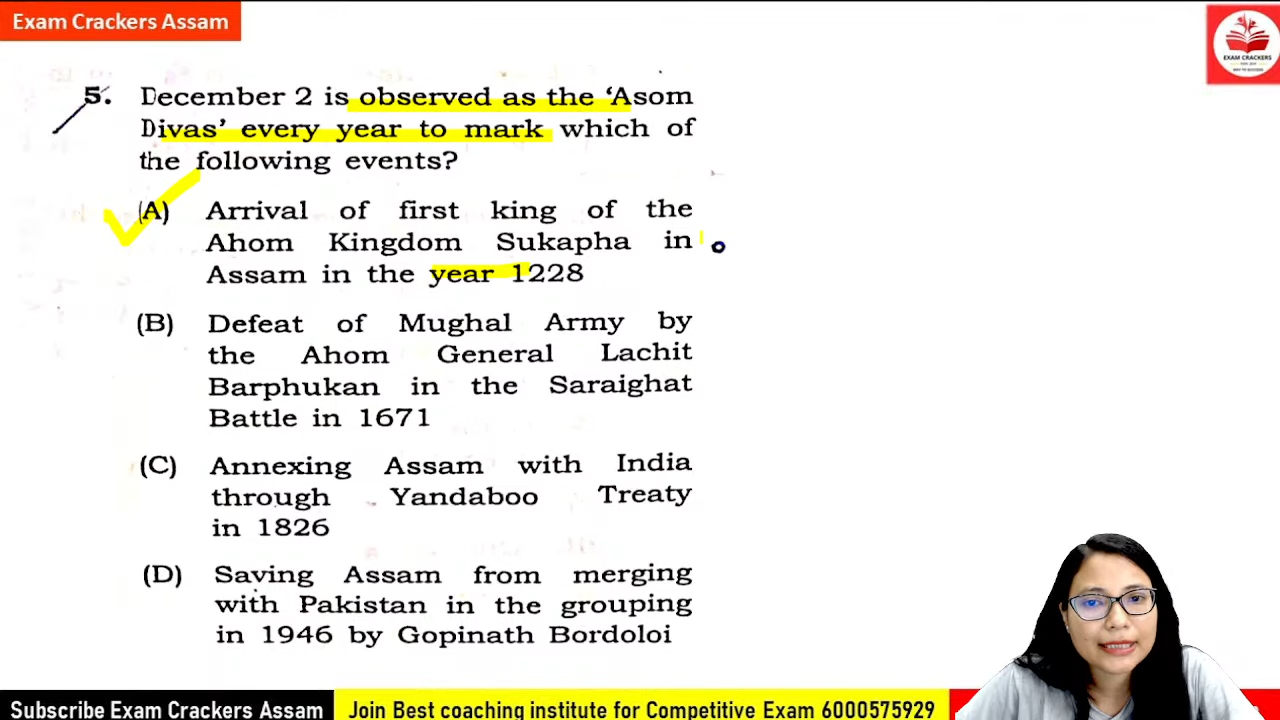 Exam Crackers Assam
EXAM CRACKERS
5. December 2 is observed as the ‘Asom
Divas’ every year to mark which of
the following events?
(A) Arrival of first king of the
Ahom Kingdom Sukapha in
Assam in the year 1228
(B) Defeat of Mughal Army by
the Ahom General Lachit
Barphukan in the Saraighat
Battle in 1671
(C) Annexing Assam with India
through Yandaboo Treaty
in 1826
(D) Saving Assam from merging
with Pakistan in the grouping
in 1946 by Gopinath Bordoloi
Subscribe Exam Crackers Assam
Join Best coaching institute for Competitive Exam 6000575929